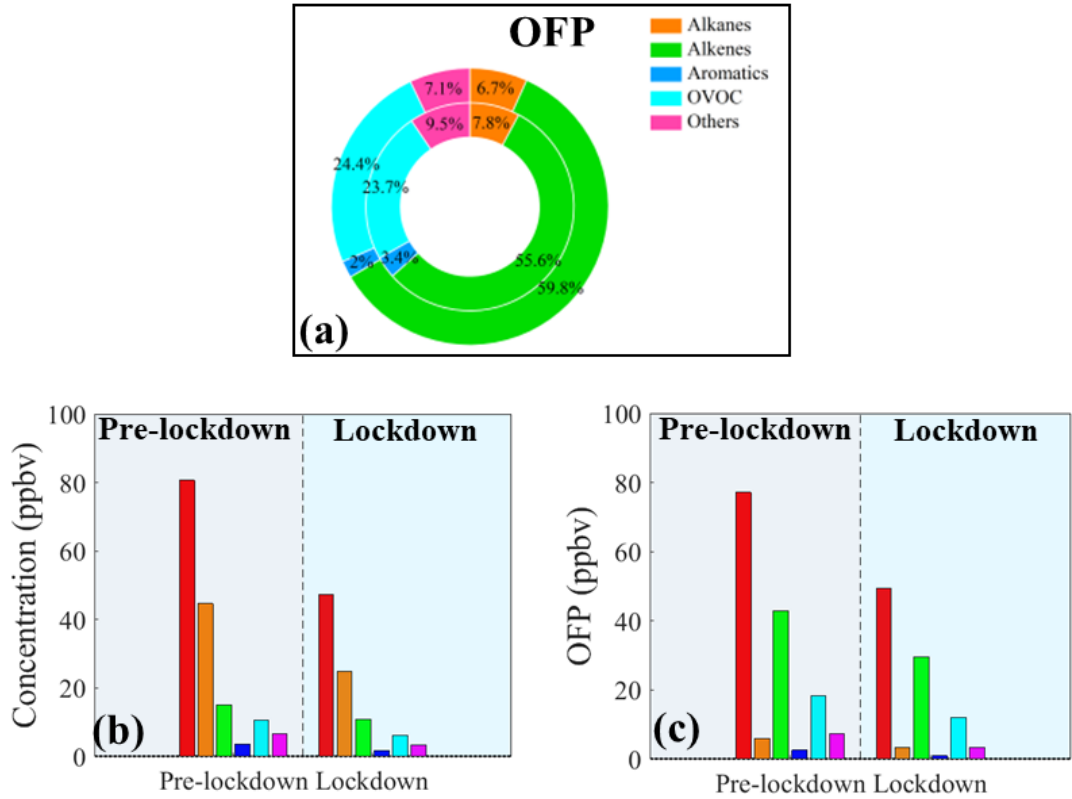 OFP
Alkanes
Alkenes
Aromatics
OVOC
Others
7.1%
6.7%
9.5%
7.8%
24.4%
23.7%
2%
3.4%
55.6%
59.8%
(a)
100
80
60
40
20
0
Concentration (ppbv)
Pre-lockdown
Lockdown
(b)
Pre-lockdown Lockdown
100
80
60
40
20
0
OFP (ppbv)
Pre-lockdown
Lockdown
(c)
Pre-lockdown Lockdown